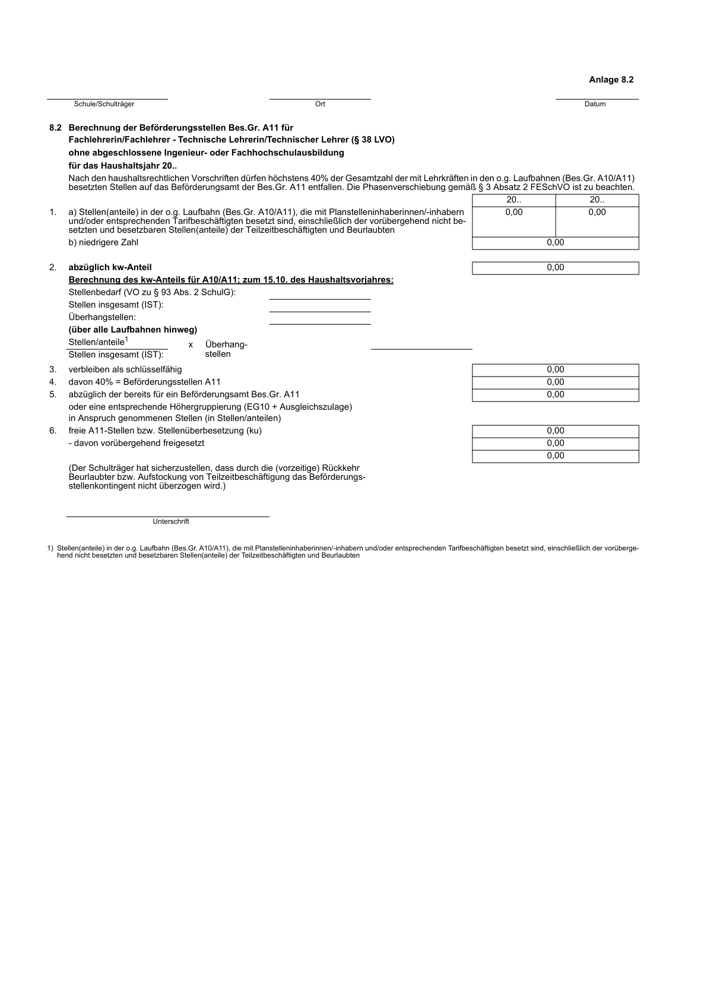 Anlage 8.2
Schule/Schulträger Ort Datum
8.2 Berechnung der Beförderungsstellen Bes.Gr. A11 für
Fachlehrerin/Fachlehrer - Technische Lehrerin/Technischer Lehrer (§ 38 LVO)
ohne abgeschlossene Ingenieur- oder Fachhochschulausbildung
für das Haushaltsjahr 20..
Nach den haushaltsrechtlichen Vorschriften dürfen höchstens 40% der Gesamtzahl der mit Lehrkräften in den o.g. Laufbahnen (Bes.Gr. A10/A11)
besetzten Stellen auf das Beförderungsamt der Bes.Gr. A11 entfallen. Die Phasenverschiebung gemäß § 3 Absatz 2 FESchVO ist zu beachten.
20.. 20..
1. a) Stellen(anteile) in der o.g. Laufbahn (Bes.Gr. A10/A11), die mit Planstelleninhaberinnen/-inhabern 0,00 0,00
und/oder entsprechenden Tarifbeschäftigten besetzt sind, einschließlich der vorübergehend nicht be-
setzten und besetzbaren Stellen(anteile) der Teilzeitbeschäftigten und Beurlaubten
b) niedrigere Zahl 0,00
2. abzüglich kw-Anteil 0,00
Berechnung des kw-Anteils für A10/A11; zum 15.10. des Haushaltsvorjahres:
Stellenbedarf (VO zu § 93 Abs. 2 SchulG):
Stellen insgesamt (IST):
Überhangstellen:
(über alle Laufbahnen hinweg)
Stellen/anteile1 x Überhang-
Stellen insgesamt (IST): stellen
3. verbleiben als schlüsselfähig 0,00
4. davon 40% = Beförderungsstellen A11 0,00
5. abzüglich der bereits für ein Beförderungsamt Bes.Gr. A11 0,00
oder eine entsprechende Höhergruppierung (EG10 + Ausgleichszulage)
in Anspruch genommenen Stellen (in Stellen/anteilen)
6. freie A11-Stellen bzw. Stellenüberbesetzung (ku) 0,00
- davon vorübergehend freigesetzt 0,00
0,00
(Der Schulträger hat sicherzustellen, dass durch die (vorzeitige) Rückkehr
Beurlaubter bzw. Aufstockung von Teilzeitbeschäftigung das Beförderungs-
stellenkontingent nicht überzogen wird.)
Unterschrift
1) Stellen(anteile) in der o.g. Laufbahn (Bes.Gr. A10/A11), die mit Planstelleninhaberinnen/-inhabern und/oder entsprechenden Tarifbeschäftigten besetzt sind, einschließlich der vorüberge-
hend nicht besetzten und besetzbaren Stellen(anteile) der Teilzeitbeschäftigten und Beurlaubten